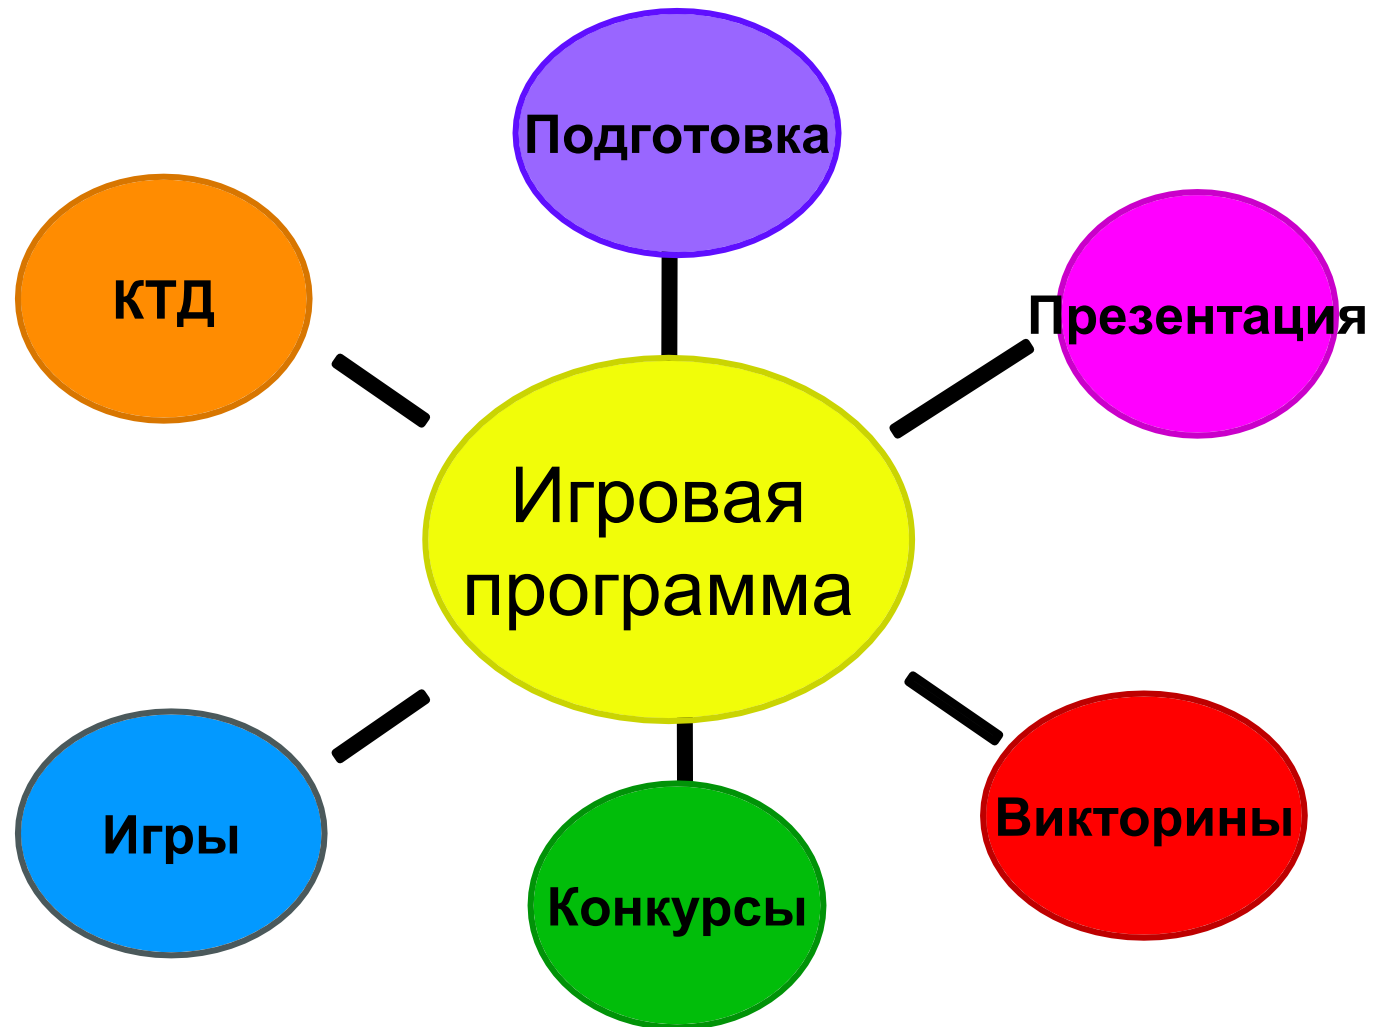 Подготовка
КТД
Презентация
Игровая
программа
Игры
Викторины
Конкурсы